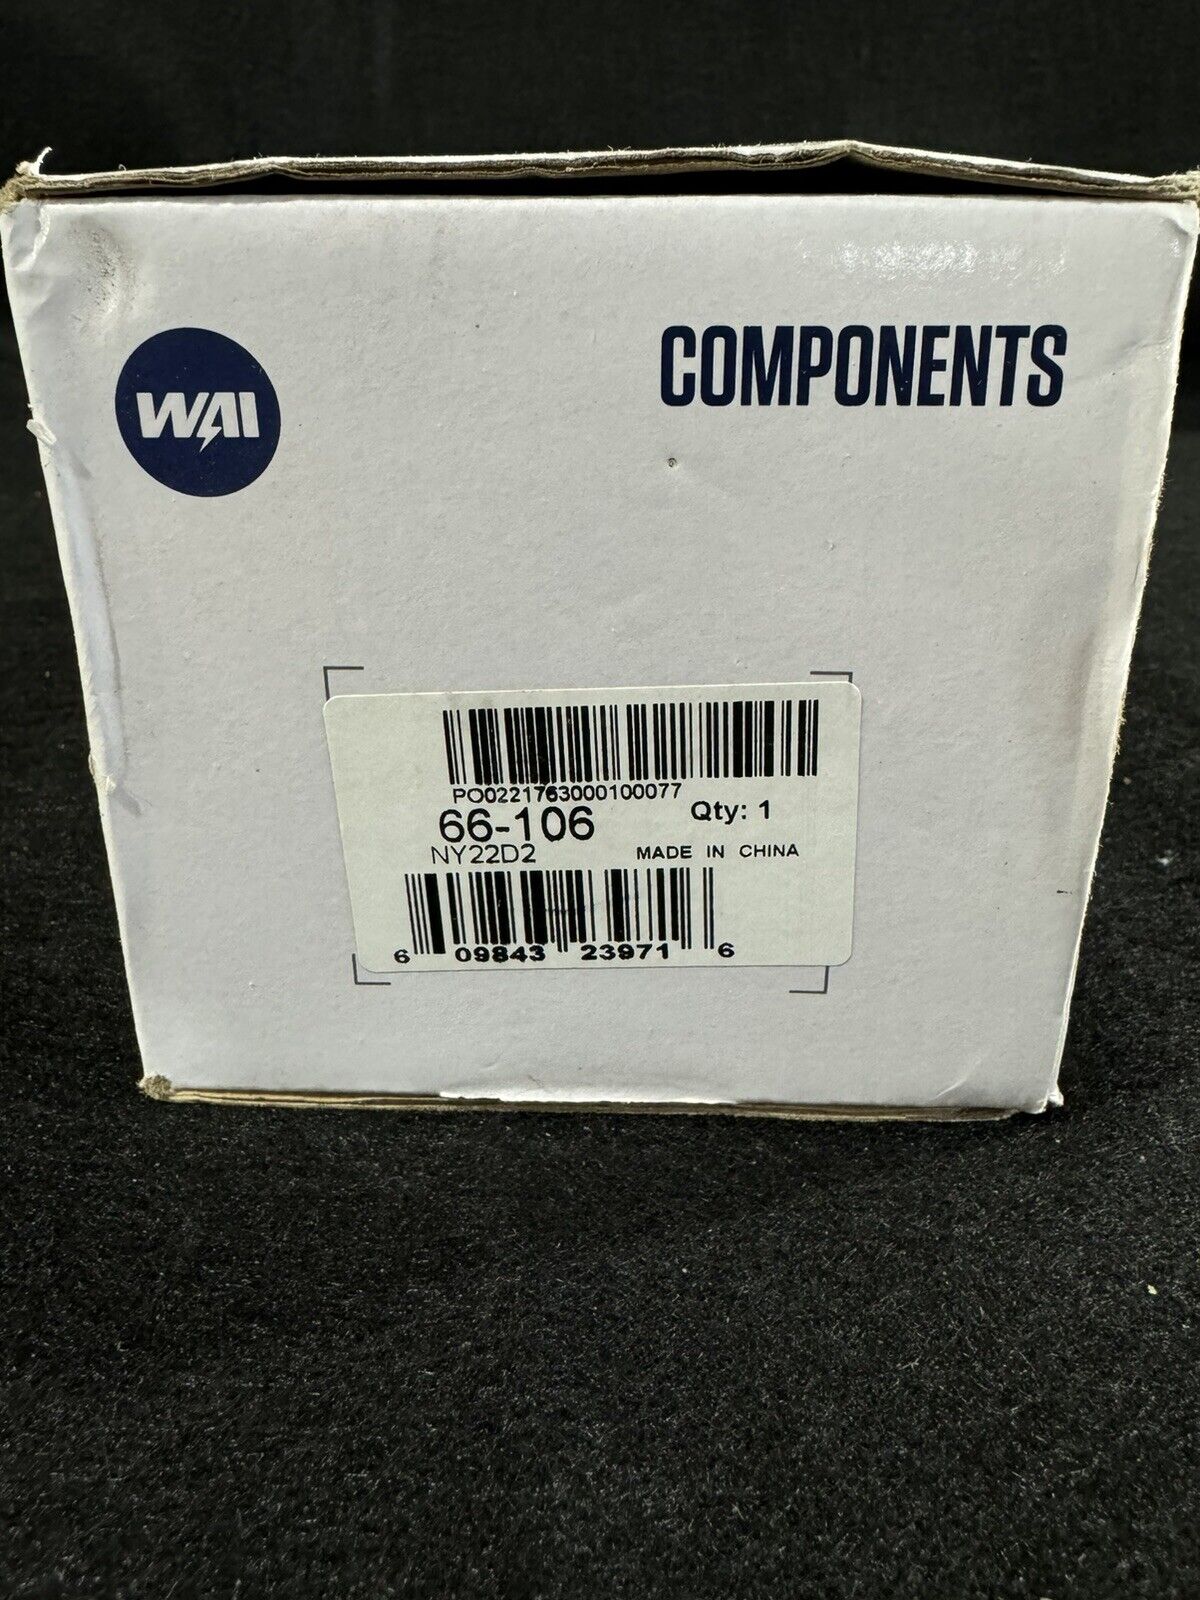 WAI
COMPONENTS
PO0221763000100077
66-106
Qty: 1
NY22D2
MADE IN CHINA
6 09843 23971 6